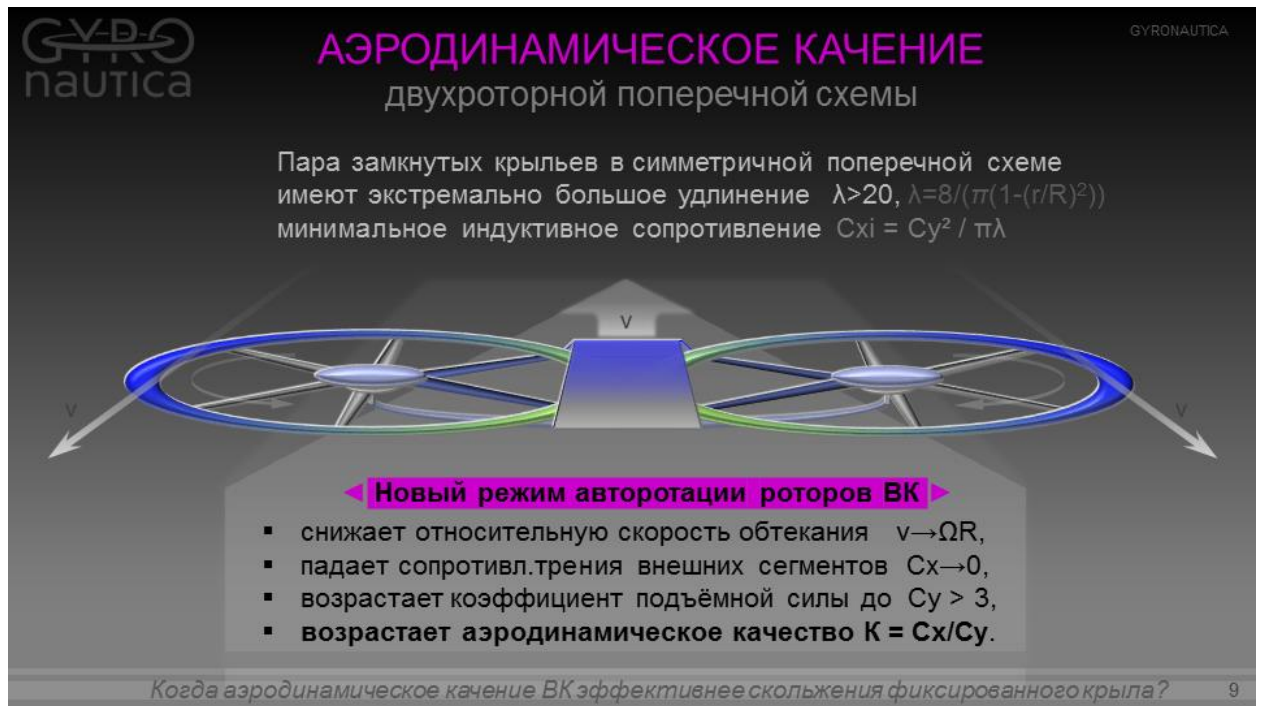 GYRO
nautica
GYRONAUTICA
АЭРОДИНАМИЧЕСКОЕ КАЧЕНИЕ
двухроторной поперечной схемы
Пара замкнутых крыльев в симметричной поперечной схеме
имеют экстремально большое удлинение λ>20, λ=8/(π(1-(r/R)²))
минимальное индуктивное сопротивление Cxi = Cy² / πλ
v
v
v
Новый режим авторотации роторов ВК
▪ снижает относительную скорость обтекания v→ΩR,
▪ падает сопротивл.трения внешних сегментов Cx→0,
▪ возрастает коэффициент подъёмной силы до Cy > 3,
▪ возрастает аэродинамическое качество К = Cx/Cy.
Когда аэродинамическое качение ВК эффективнее скольжения фиксированного крыла?
9